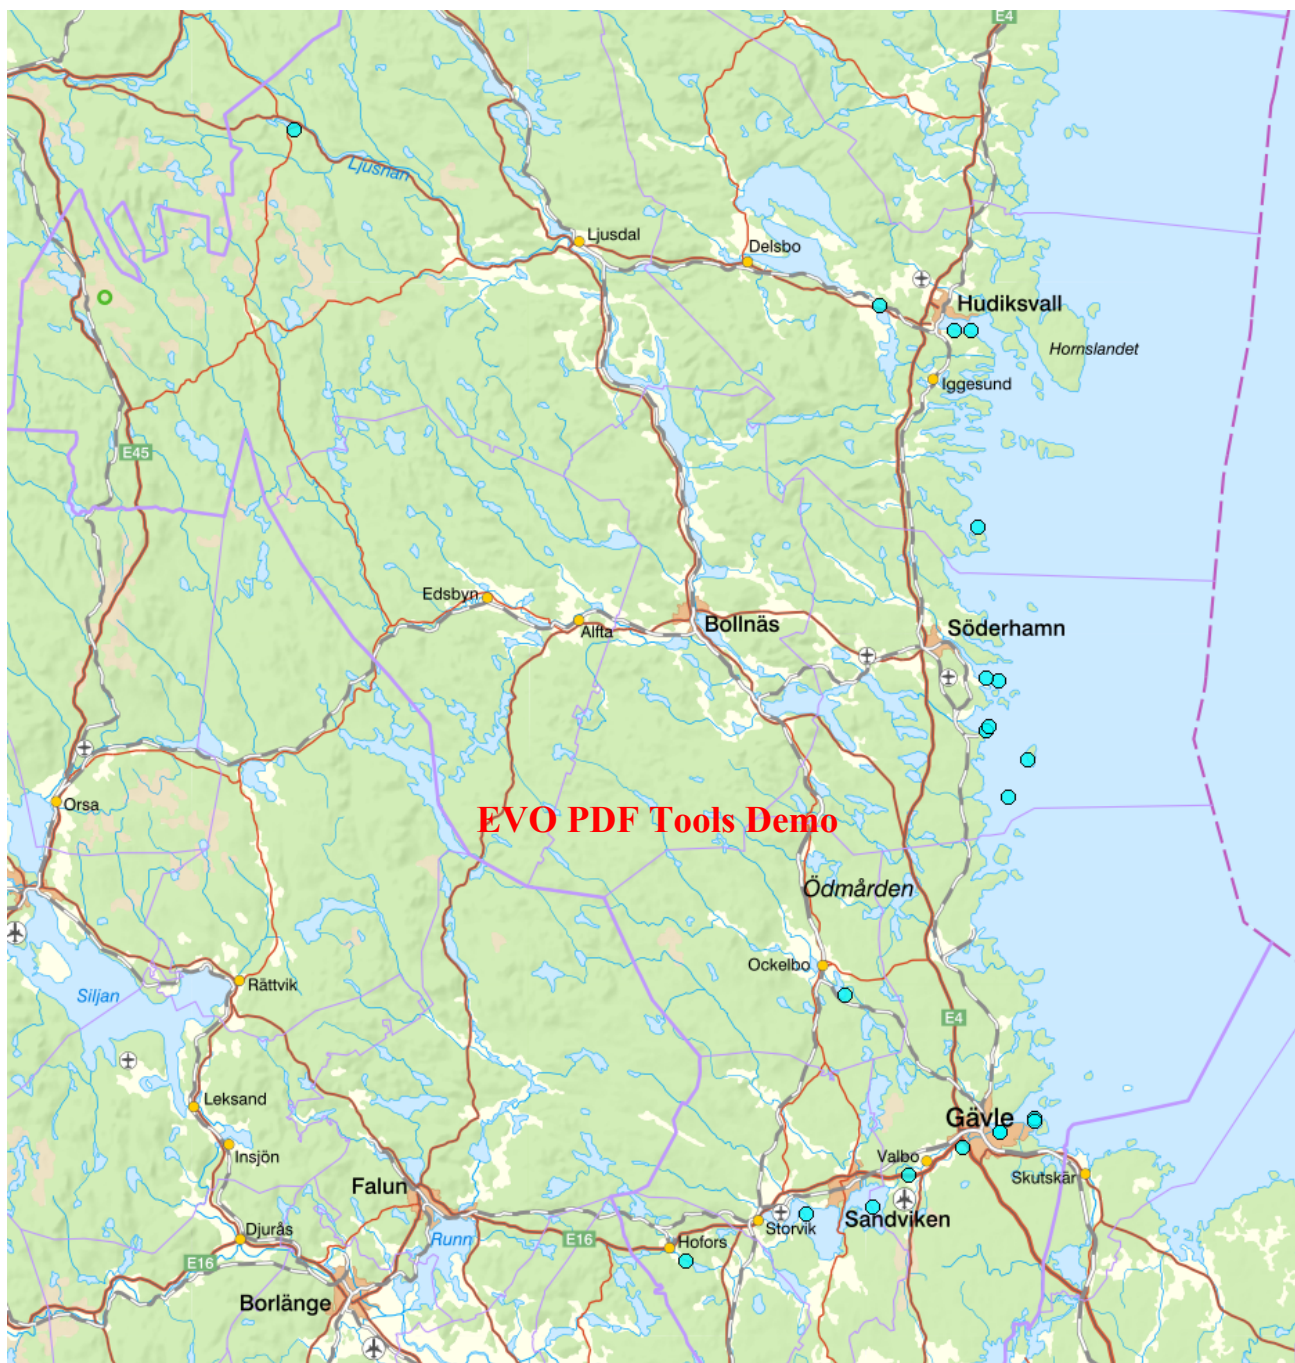 E4
Ljusnan
Ljusdal
Delsbo
Hudiksvall
Hornslandet
Iggesund
E45
Edsbyn
Alfta
Bollnäs
Söderhamn
Orsa
EVO PDF Tools Demo
Ödmården
Ockelbo
Rättvik
Siljan
E4
Leksand
Gävle
Insjön
Valbo
Skutskär
Falun
Sandviken
Storvik
Djurås
Runn
E16
Hofors
E16
Borlänge